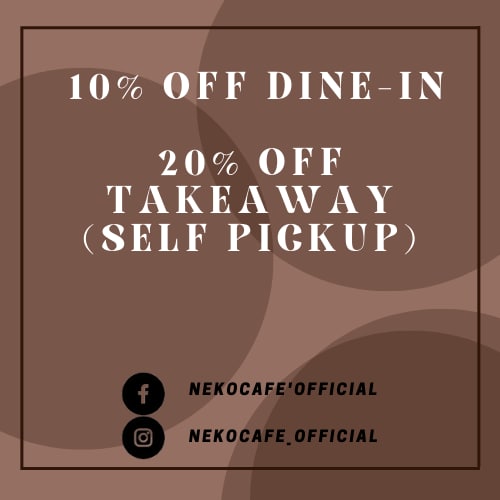 10% OFF DINE-IN
20% OFF
TAKEAWAY
(SELF PICKUP)
NEKOCAFE'OFFICIAL
NEKOCAFE_OFFICIAL